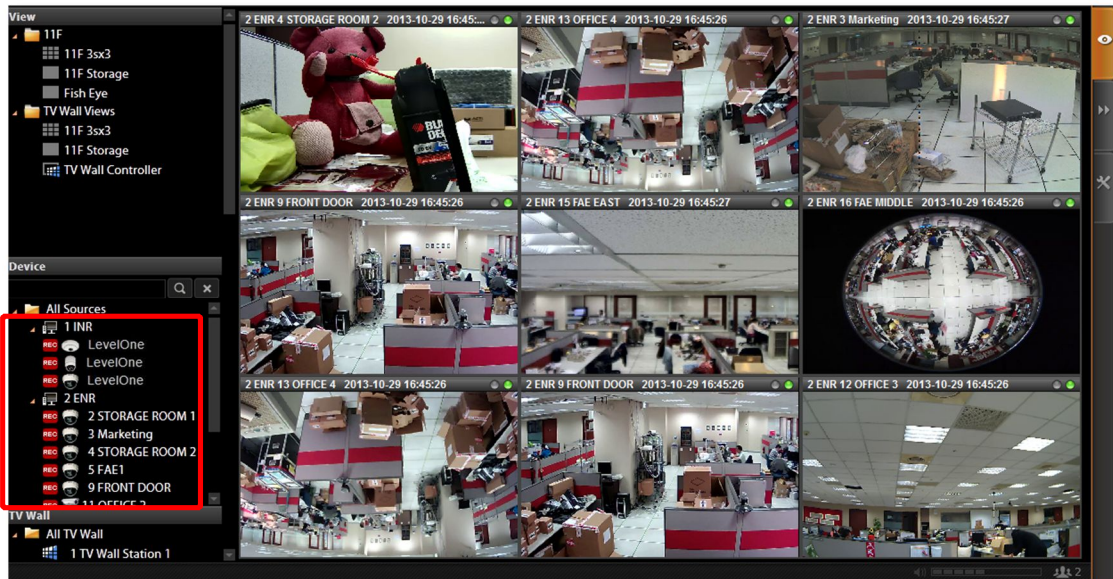 View
11F
11F 3sx3
11F Storage
Fish Eye
TV Wall Views
11F 3sx3
11F Storage
TV Wall Controller
Device
All Sources
1 INR
REC LevelOne
REC LevelOne
REC LevelOne
2 ENR
REC 2 STORAGE ROOM 1
REC 3 Marketing
REC 4 STORAGE ROOM 2
REC 5 FAE1
REC 9 FRONT DOOR
TV Wall
All TV Wall
1 TV Wall Station 1
2 ENR 4 STORAGE ROOM 2 2013-10-29 16:45:...
2 ENR 13 OFFICE 4 2013-10-29 16:45:26
2 ENR 3 Marketing 2013-10-29 16:45:27
2 ENR 9 FRONT DOOR 2013-10-29 16:45:26
2 ENR 15 FAE EAST 2013-10-29 16:45:27
2 ENR 16 FAE MIDDLE 2013-10-29 16:45:26
2 ENR 13 OFFICE 4 2013-10-29 16:45:26
2 ENR 9 FRONT DOOR 2013-10-29 16:45:26
2 ENR 12 OFFICE 3 2013-10-29 16:45:26
2